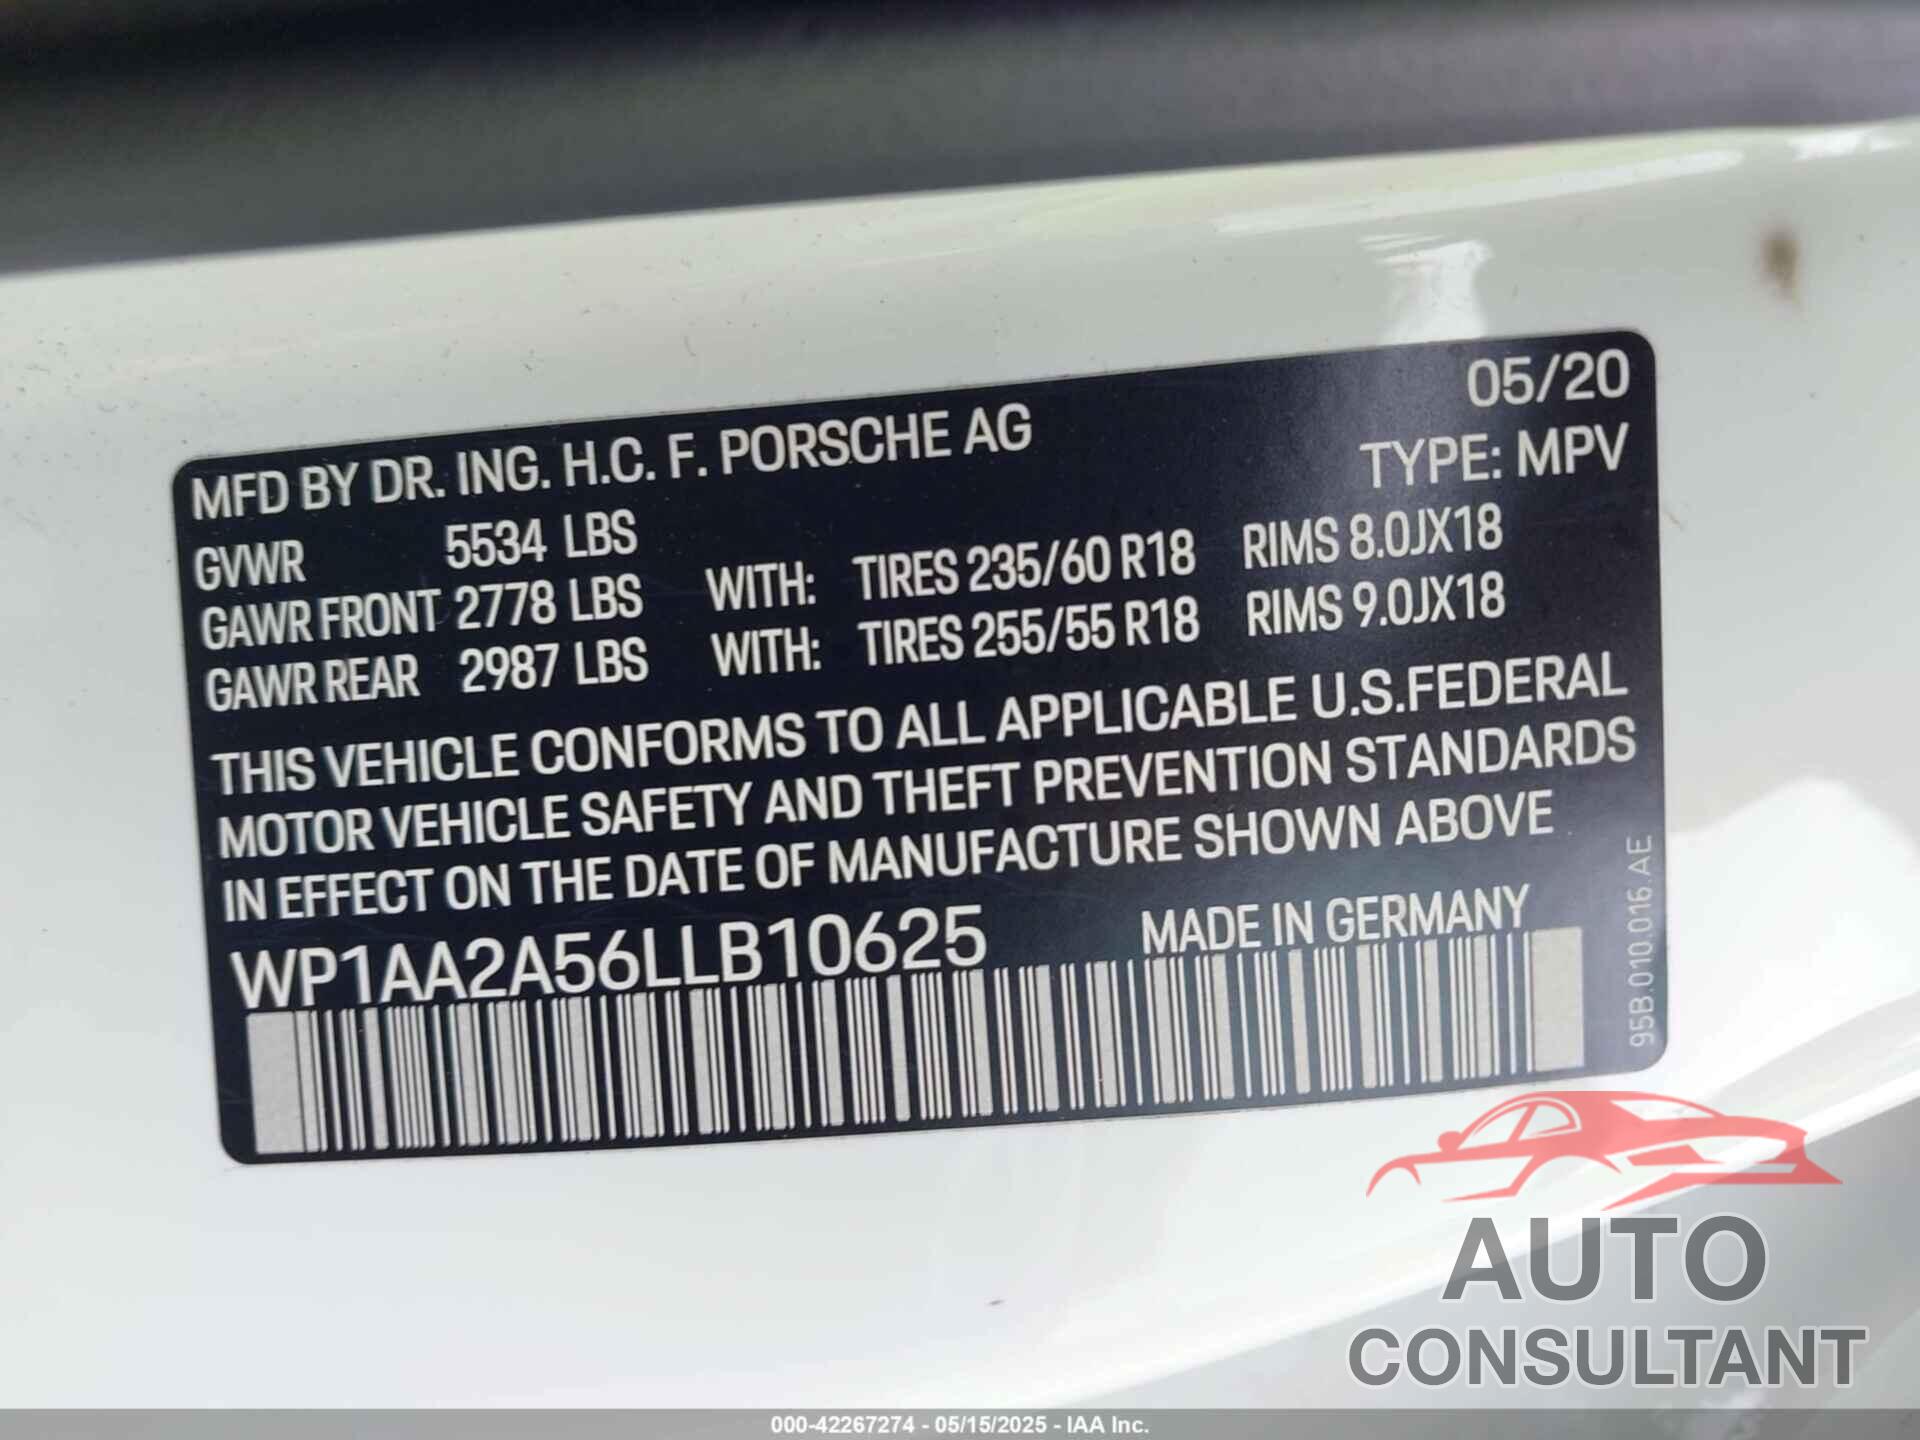 05/20
MFD BY DR. ING. H.C. F. PORSCHE AG
TYPE: MPV
GVWR 5534 LBS
GAWR FRONT 2778 LBS WITH: TIRES 235/60 R18 RIMS 8.0JX18
GAWR REAR 2987 LBS WITH: TIRES 255/55 R18 RIMS 9.0JX18
THIS VEHICLE CONFORMS TO ALL APPLICABLE U.S.FEDERAL
MOTOR VEHICLE SAFETY AND THEFT PREVENTION STANDARDS
IN EFFECT ON THE DATE OF MANUFACTURE SHOWN ABOVE
WP1AA2A56LLB10625 MADE IN GERMANY
95B.010.016.AE
AUTO
CONSULTANT
000-42267274 - 05/15/2025 - IAA Inc.